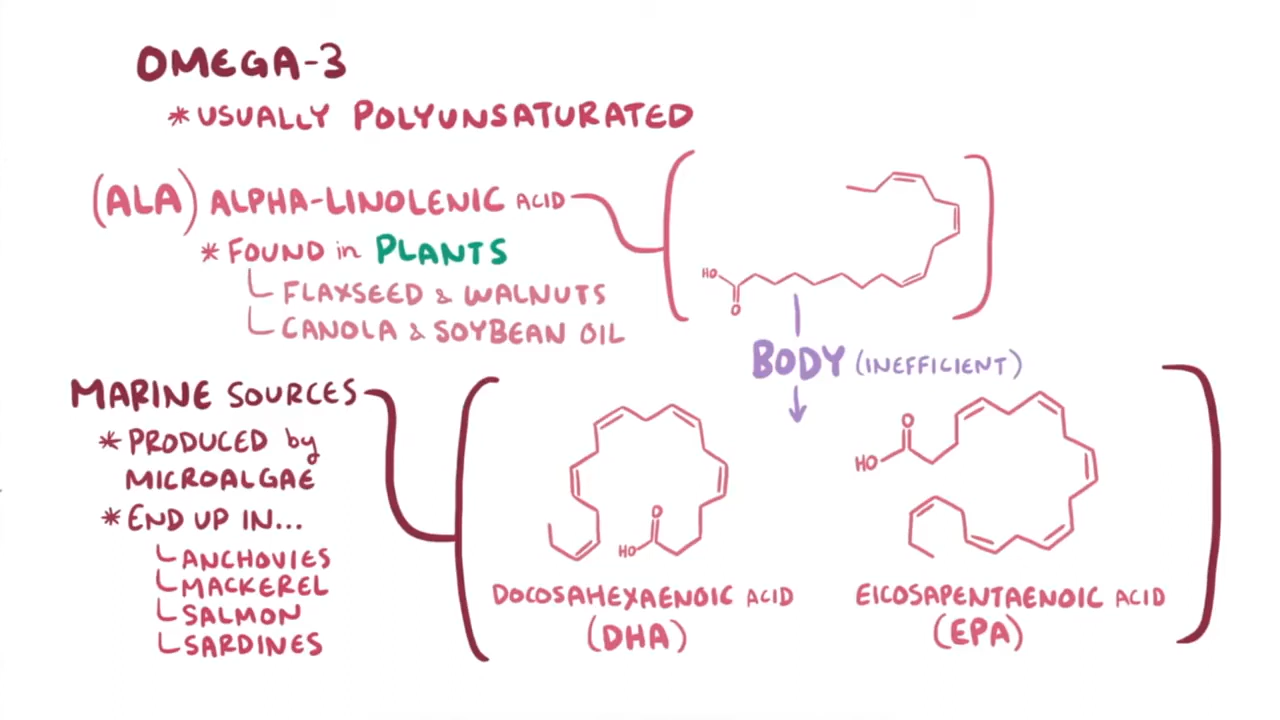 OMEGA-3
* USUALLY POLYUNSATURATED
(ALA) ALPHA-LINOLENIC ACID
* FOUND in PLANTS
FLAXSEED & WALNUTS
CANOLA & SOYBEAN OIL
HO
O
BODY (INEFFICIENT)
MARINE SOURCES
* PRODUCED by
MICROALGAE
* END UP IN...
ANCHOVIES
MACKEREL
SALMON
SARDINES
O
HO
DOCOSAHEXAENOIC ACID
(DHA)
O
HO
EICOSAPENTAENOIC ACID
(EPA)